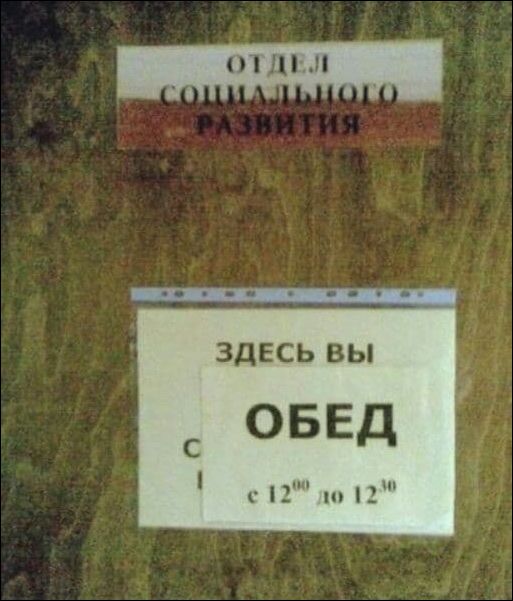 ОТДЕЛ
СОЦИАЛЬНОГО
РАЗВИТИЯ
ЗДЕСЬ ВЫ
ОБЕД
с 12⁰⁰ до 12³⁰